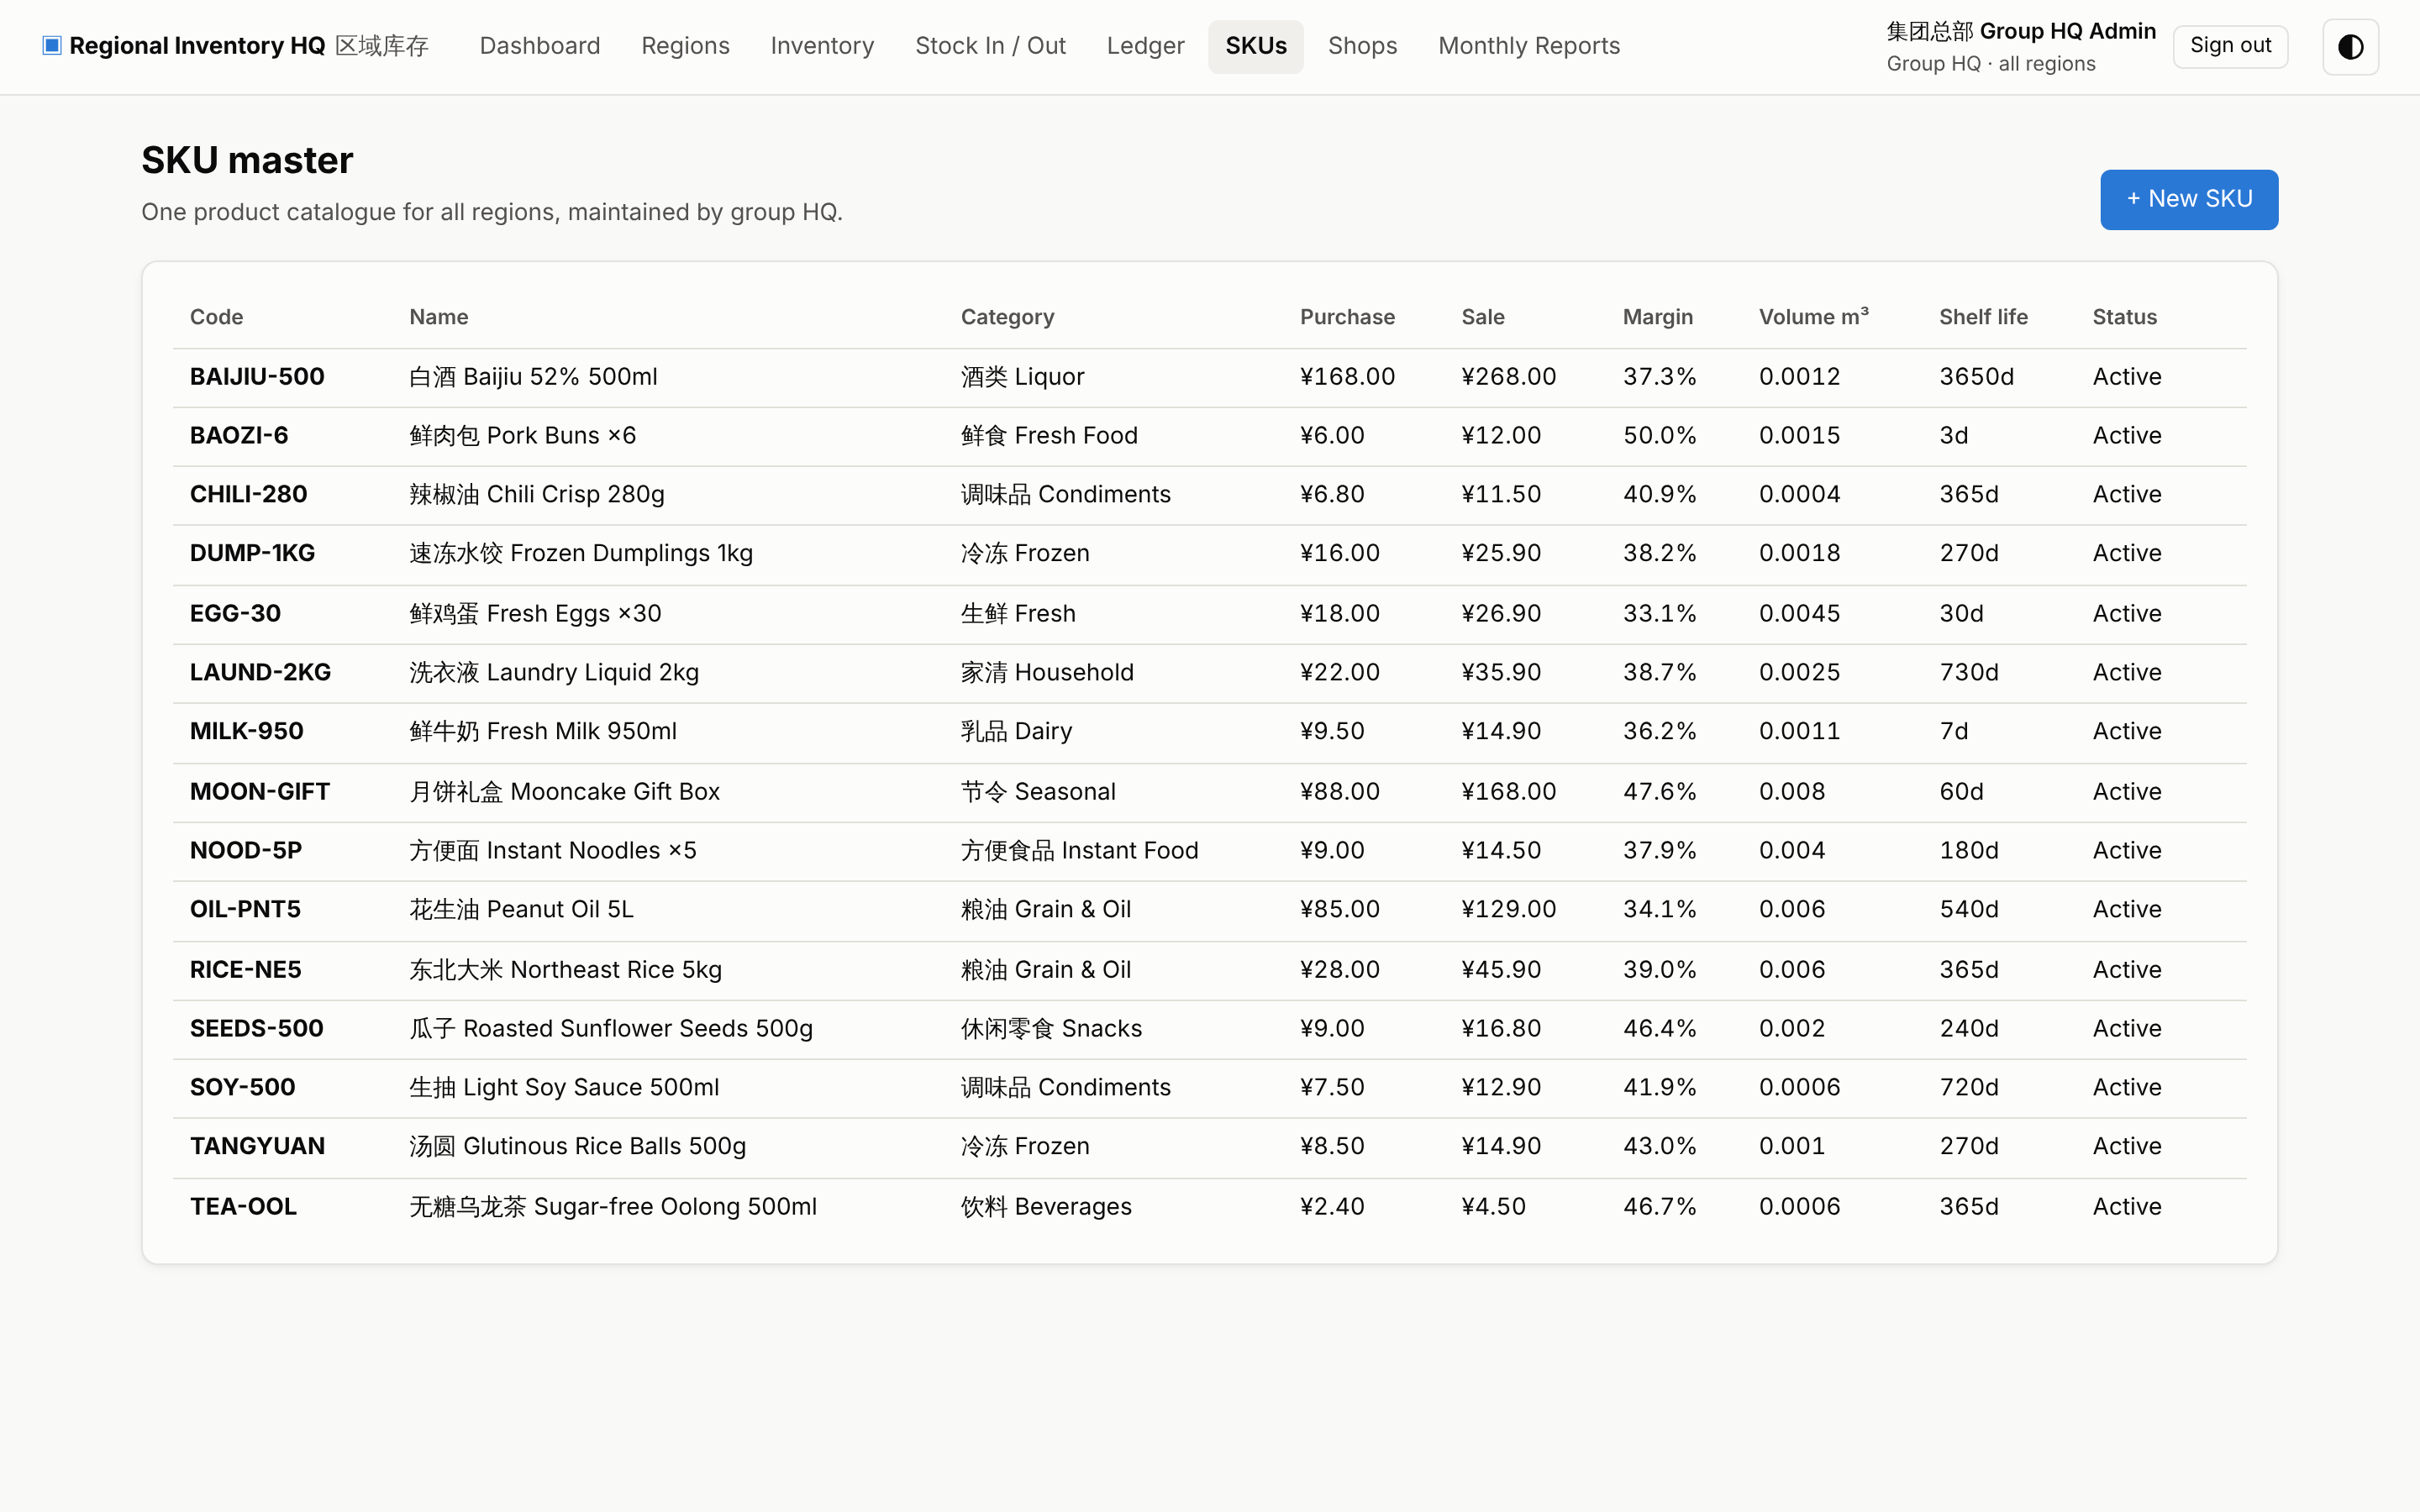 Regional Inventory HQ 区域库存 Dashboard Regions Inventory Stock In / Out Ledger SKUs Shops Monthly Reports 集团总部 Group HQ Admin Sign out
Group HQ · all regions
SKU master
One product catalogue for all regions, maintained by group HQ.
+ New SKU
Code Name Category Purchase Sale Margin Volume m³ Shelf life Status
BAIJIU-500 白酒 Baijiu 52% 500ml 酒类 Liquor ¥168.00 ¥268.00 37.3% 0.0012 3650d Active
BAOZI-6 鲜肉包 Pork Buns ×6 鲜食 Fresh Food ¥6.00 ¥12.00 50.0% 0.0015 3d Active
CHILI-280 辣椒油 Chili Crisp 280g 调味品 Condiments ¥6.80 ¥11.50 40.9% 0.0004 365d Active
DUMP-1KG 速冻水饺 Frozen Dumplings 1kg 冷冻 Frozen ¥16.00 ¥25.90 38.2% 0.0018 270d Active
EGG-30 鲜鸡蛋 Fresh Eggs ×30 生鲜 Fresh ¥18.00 ¥26.90 33.1% 0.0045 30d Active
LAUND-2KG 洗衣液 Laundry Liquid 2kg 家清 Household ¥22.00 ¥35.90 38.7% 0.0025 730d Active
MILK-950 鲜牛奶 Fresh Milk 950ml 乳品 Dairy ¥9.50 ¥14.90 36.2% 0.0011 7d Active
MOON-GIFT 月饼礼盒 Mooncake Gift Box 节令 Seasonal ¥88.00 ¥168.00 47.6% 0.008 60d Active
NOOD-5P 方便面 Instant Noodles ×5 方便食品 Instant Food ¥9.00 ¥14.50 37.9% 0.004 180d Active
OIL-PNT5 花生油 Peanut Oil 5L 粮油 Grain & Oil ¥85.00 ¥129.00 34.1% 0.006 540d Active
RICE-NE5 东北大米 Northeast Rice 5kg 粮油 Grain & Oil ¥28.00 ¥45.90 39.0% 0.006 365d Active
SEEDS-500 瓜子 Roasted Sunflower Seeds 500g 休闲零食 Snacks ¥9.00 ¥16.80 46.4% 0.002 240d Active
SOY-500 生抽 Light Soy Sauce 500ml 调味品 Condiments ¥7.50 ¥12.90 41.9% 0.0006 720d Active
TANGYUAN 汤圆 Glutinous Rice Balls 500g 冷冻 Frozen ¥8.50 ¥14.90 43.0% 0.001 270d Active
TEA-OOL 无糖乌龙茶 Sugar-free Oolong 500ml 饮料 Beverages ¥2.40 ¥4.50 46.7% 0.0006 365d Active